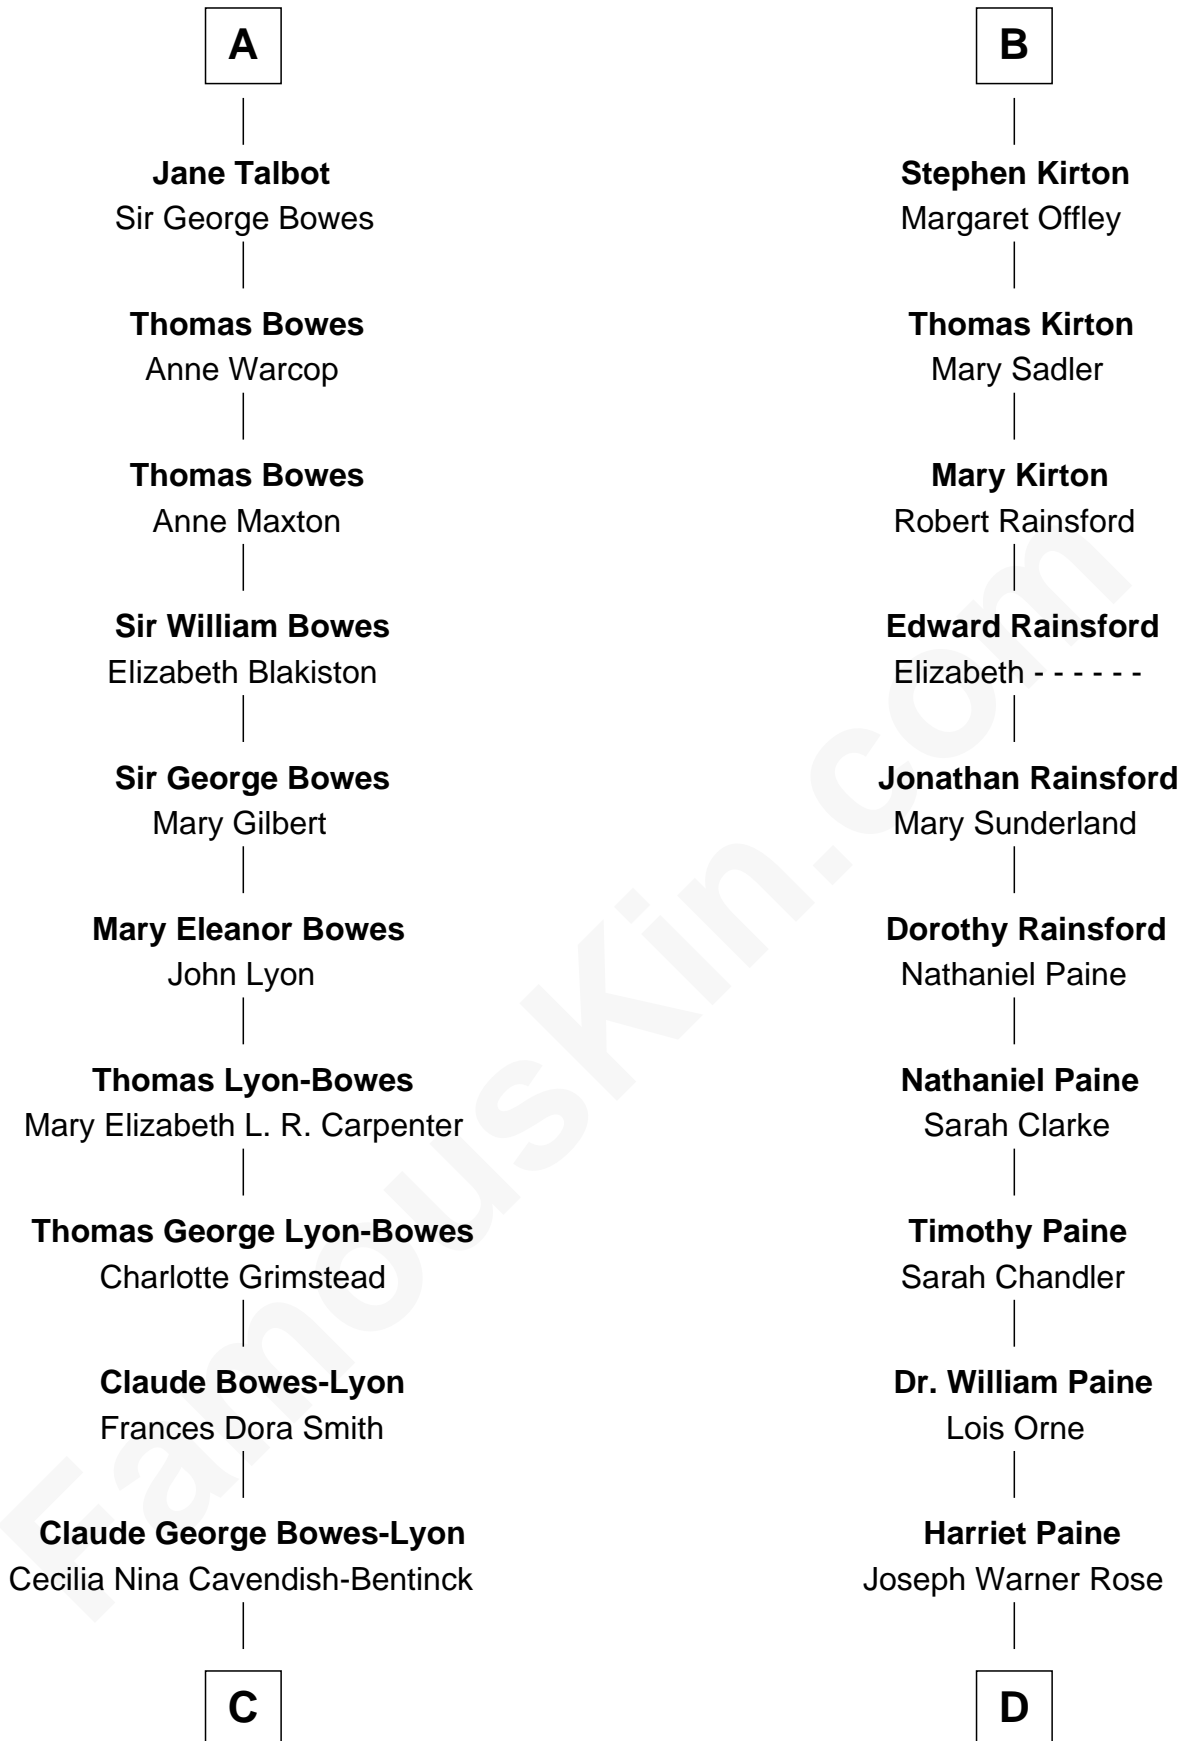 A
Jane Talbot
Sir George Bowes
Thomas Bowes
Anne Warcop
Thomas Bowes
Anne Maxton
Sir William Bowes
Elizabeth Blakiston
Sir George Bowes
Mary Gilbert
Mary Eleanor Bowes
John Lyon
Thomas Lyon-Bowes
Mary Elizabeth L. R. Carpenter
Thomas George Lyon-Bowes
Charlotte Grimstead
Claude Bowes-Lyon
Frances Dora Smith
Claude George Bowes-Lyon
Cecilia Nina Cavendish-Bentinck
C
B
Stephen Kirton
Margaret Offley
Thomas Kirton
Mary Sadler
Mary Kirton
Robert Rainsford
Edward Rainsford
Elizabeth - - - - - -
Jonathan Rainsford
Mary Sunderland
Dorothy Rainsford
Nathaniel Paine
Nathaniel Paine
Sarah Clarke
Timothy Paine
Sarah Chandler
Dr. William Paine
Lois Orne
Harriet Paine
Joseph Warner Rose
D
FamousKin.com